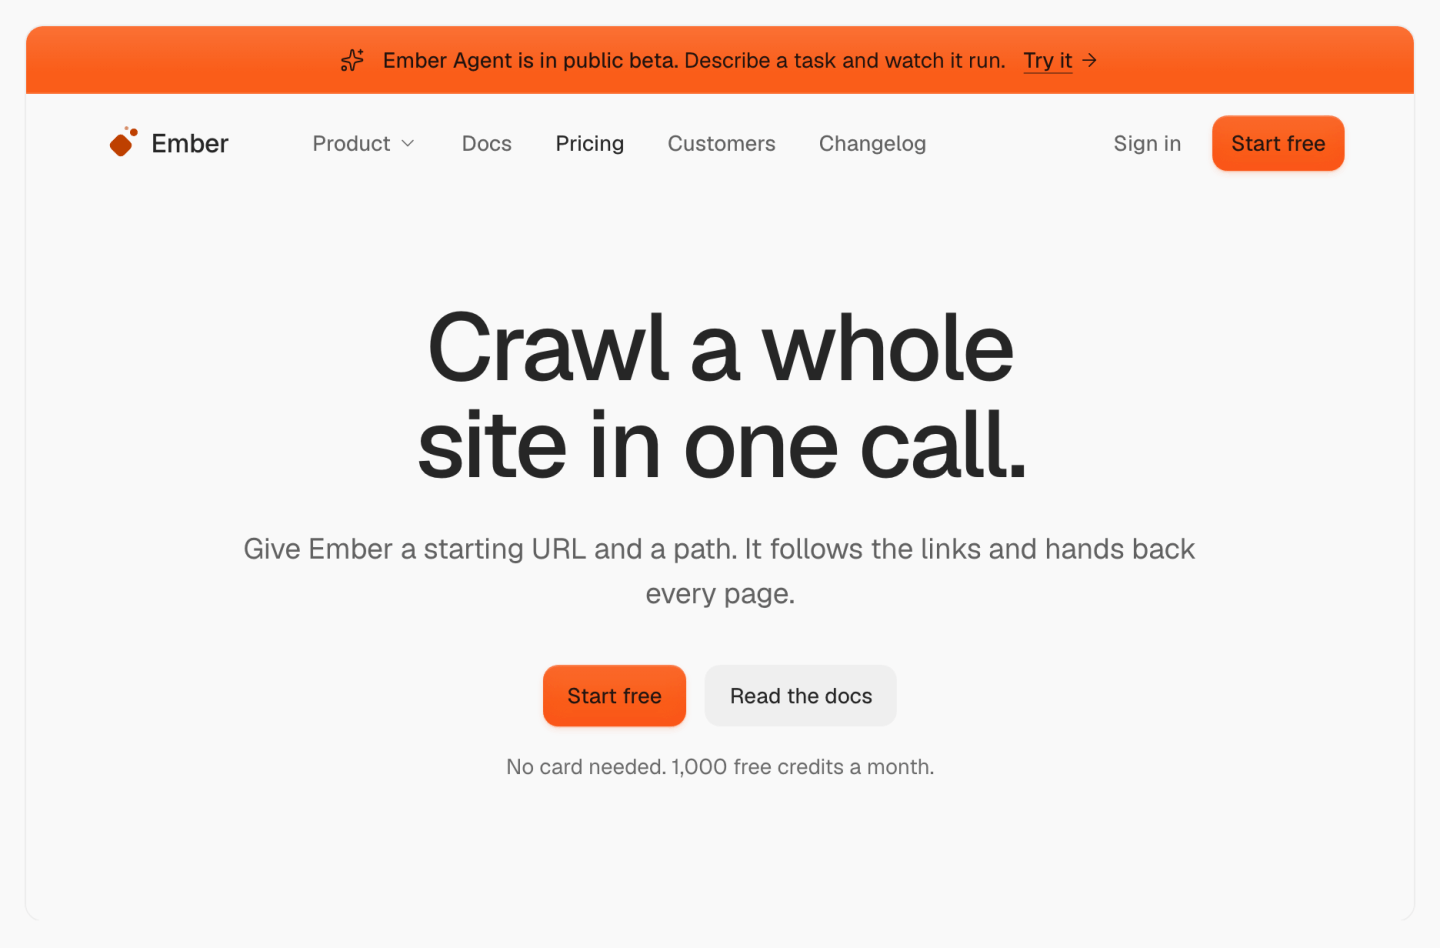 Ember Agent is in public beta. Describe a task and watch it run. Try it →
Ember Product Docs Pricing Customers Changelog Sign in Start free
Crawl a whole
site in one call.
Give Ember a starting URL and a path. It follows the links and hands back
every page.
Start free Read the docs
No card needed. 1,000 free credits a month.